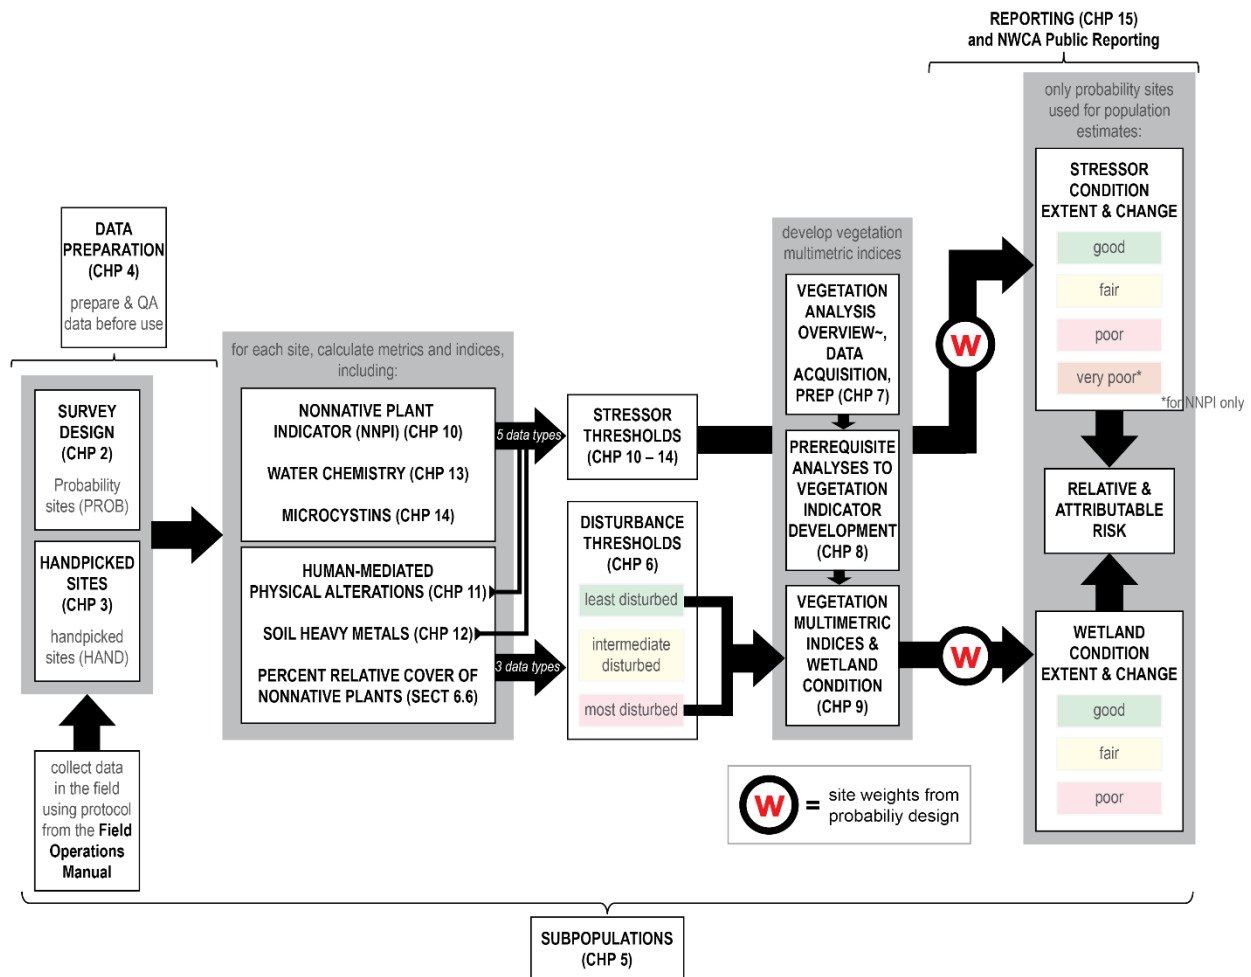 REPORTING (CHP 15)
and NWCA Public Reporting
only probability sites
used for population
estimates:
STRESSOR
CONDITION
EXTENT & CHANGE
good
fair
poor
very poor*
*for NNPI only
RELATIVE &
ATTRIBUTABLE
RISK
WETLAND
CONDITION
EXTENT & CHANGE
good
fair
poor
DATA
PREPARATION
(CHP 4)
prepare & QA
data before use
SURVEY
DESIGN
(CHP 2)
Probability
sites (PROB)
HANDPICKED
SITES
(CHP 3)
handpicked
sites (HAND)
collect data
in the field
using protocol
from the Field
Operations
Manual
for each site, calculate metrics and indices,
including:
NONNATIVE PLANT
INDICATOR (NNPI) (CHP 10)
WATER CHEMISTRY (CHP 13)
MICROCYSTINS (CHP 14)
HUMAN-MEDIATED
PHYSICAL ALTERATIONS (CHP 11)
SOIL HEAVY METALS (CHP 12)
PERCENT RELATIVE COVER OF
NONNATIVE PLANTS (SECT 6.6)
5 data types
3 data types
STRESSOR
THRESHOLDS
(CHP 10 – 14)
DISTURBANCE
THRESHOLDS
(CHP 6)
least disturbed
intermediate
disturbed
most disturbed
develop vegetation
multimetric indices
VEGETATION
ANALYSIS
OVERVIEW~,
DATA
ACQUISITION,
PREP (CHP 7)
PREREQUISITE
ANALYSES TO
VEGETATION
INDICATOR
DEVELOPMENT
(CHP 8)
VEGETATION
MULTIMETRIC
INDICES &
WETLAND
CONDITION
(CHP 9)
W
W
W = site weights from
probabiliy design
SUBPOPULATIONS
(CHP 5)